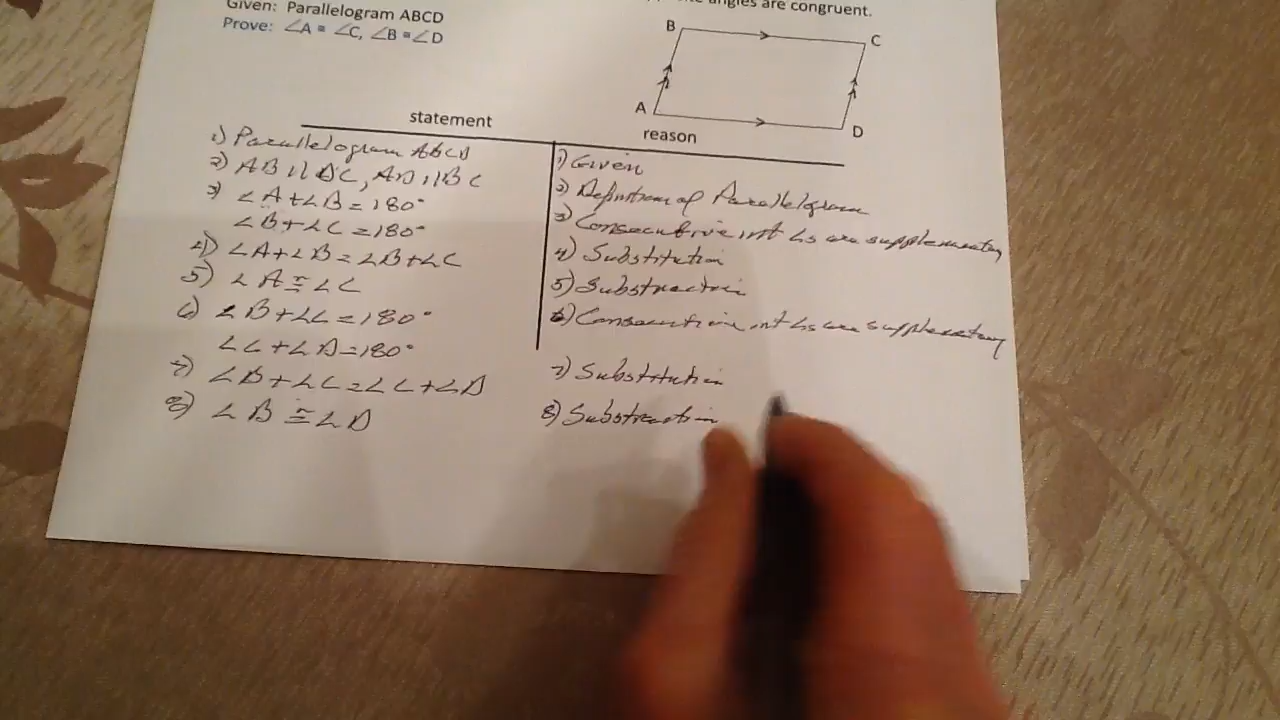 angles are congruent.
Given: Parallelogram ABCD
Prove: ∠A ≅ ∠C, ∠B ≅ ∠D
B C
A D
statement reason
1) Parallelogram ABCD 1) Given
2) AB || DC, AD || BC 2) Definition of Parallelogram
3) ∠A + ∠B = 180° 3) Consecutive int ∠s are supplementary
∠B + ∠C = 180°
4) ∠A + ∠B = ∠B + ∠C 4) Substitution
5) ∠A ≅ ∠C 5) Substraction
6) ∠B + ∠C = 180° 6) Consecutive int ∠s are supplementary
∠C + ∠D = 180°
7) ∠B + ∠C = ∠C + ∠D 7) Substitution
8) ∠B ≅ ∠D 8) Substraction